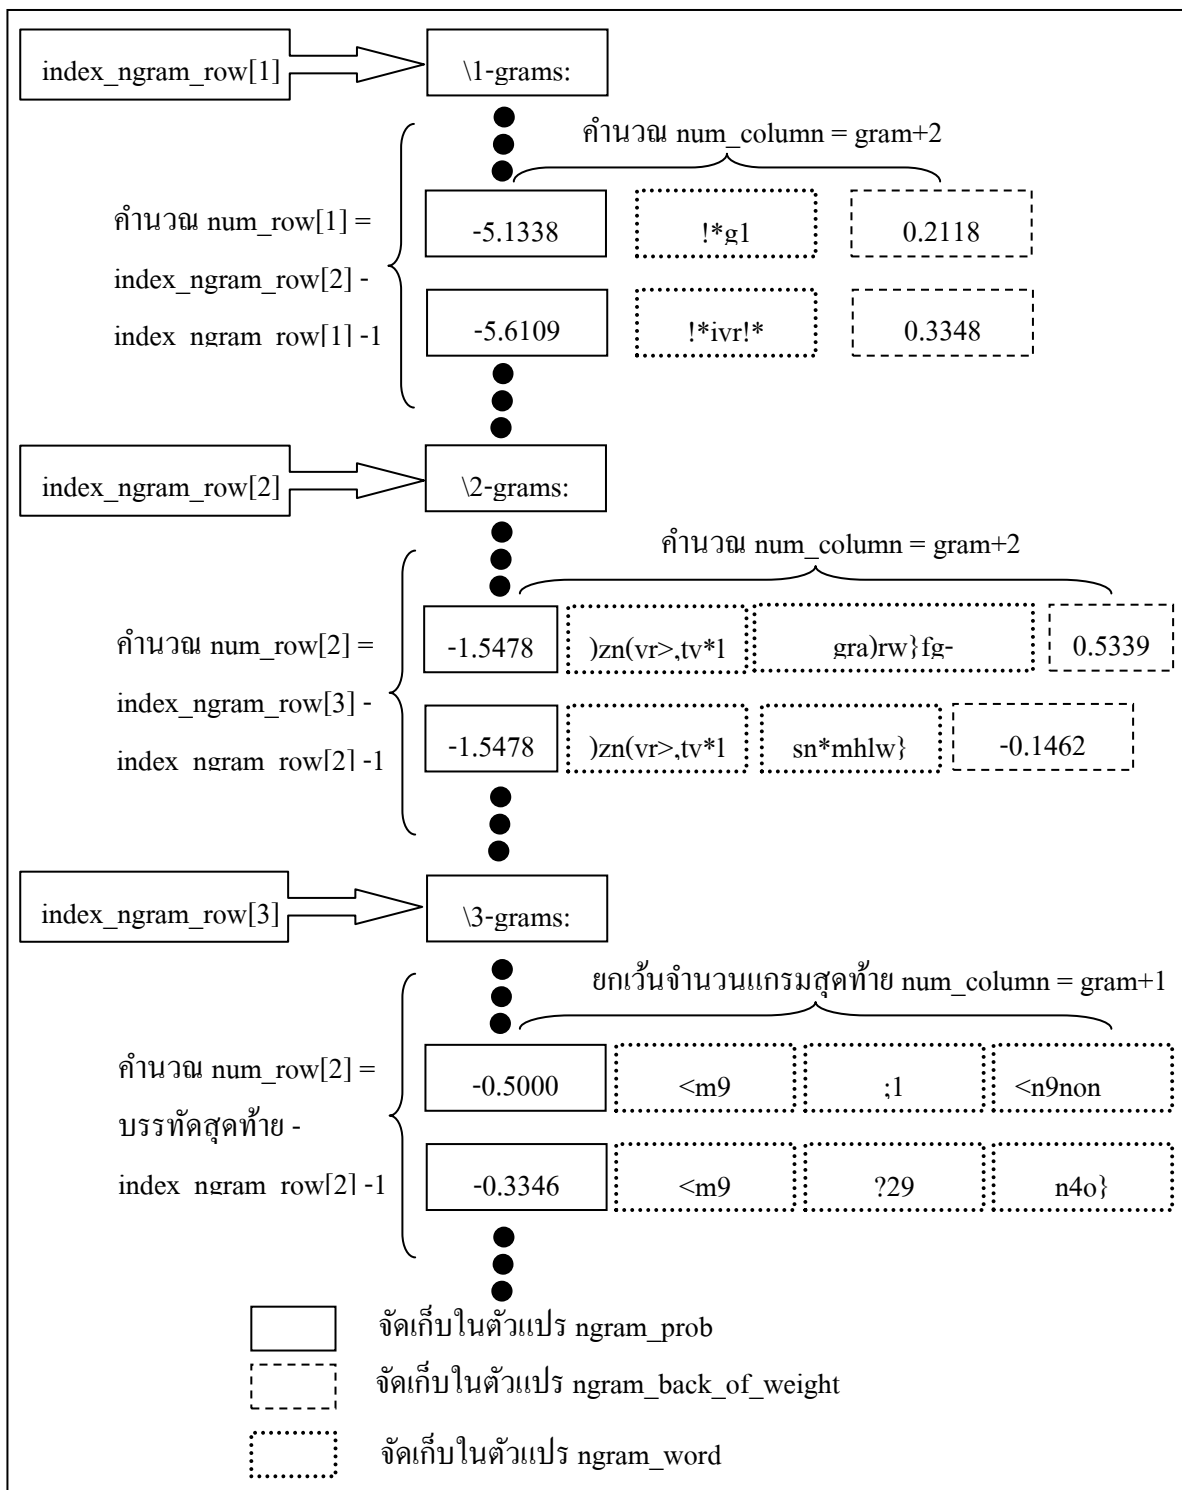 index_ngram_row[1]
\1-grams:
คำนวณ num_column = gram+2
คำนวณ num_row[1] =
index_ngram_row[2] -
index_ngram_row[1] -1
-5.1338 !*g1 0.2118
-5.6109 !*ivr!* 0.3348
index_ngram_row[2]
\2-grams:
คำนวณ num_column = gram+2
คำนวณ num_row[2] =
index_ngram_row[3] -
index_ngram_row[2] -1
-1.5478 )zn(vr>,tv*l gra)rw}fg- 0.5339
-1.5478 )zn(vr>,tv*l sn*mhlw} -0.1462
index_ngram_row[3]
\3-grams:
ยกเว้นจำนวนแกรมสุดท้าย num_column = gram+1
คำนวณ num_row[2] =
บรรทัดสุดท้าย -
index_ngram_row[2] -1
-0.5000 <m9 ;1 <n9non
-0.3346 <m9 ?29 n4o}
จัดเก็บในตัวแปร ngram_prob
จัดเก็บในตัวแปร ngram_back_of_weight
จัดเก็บในตัวแปร ngram_word